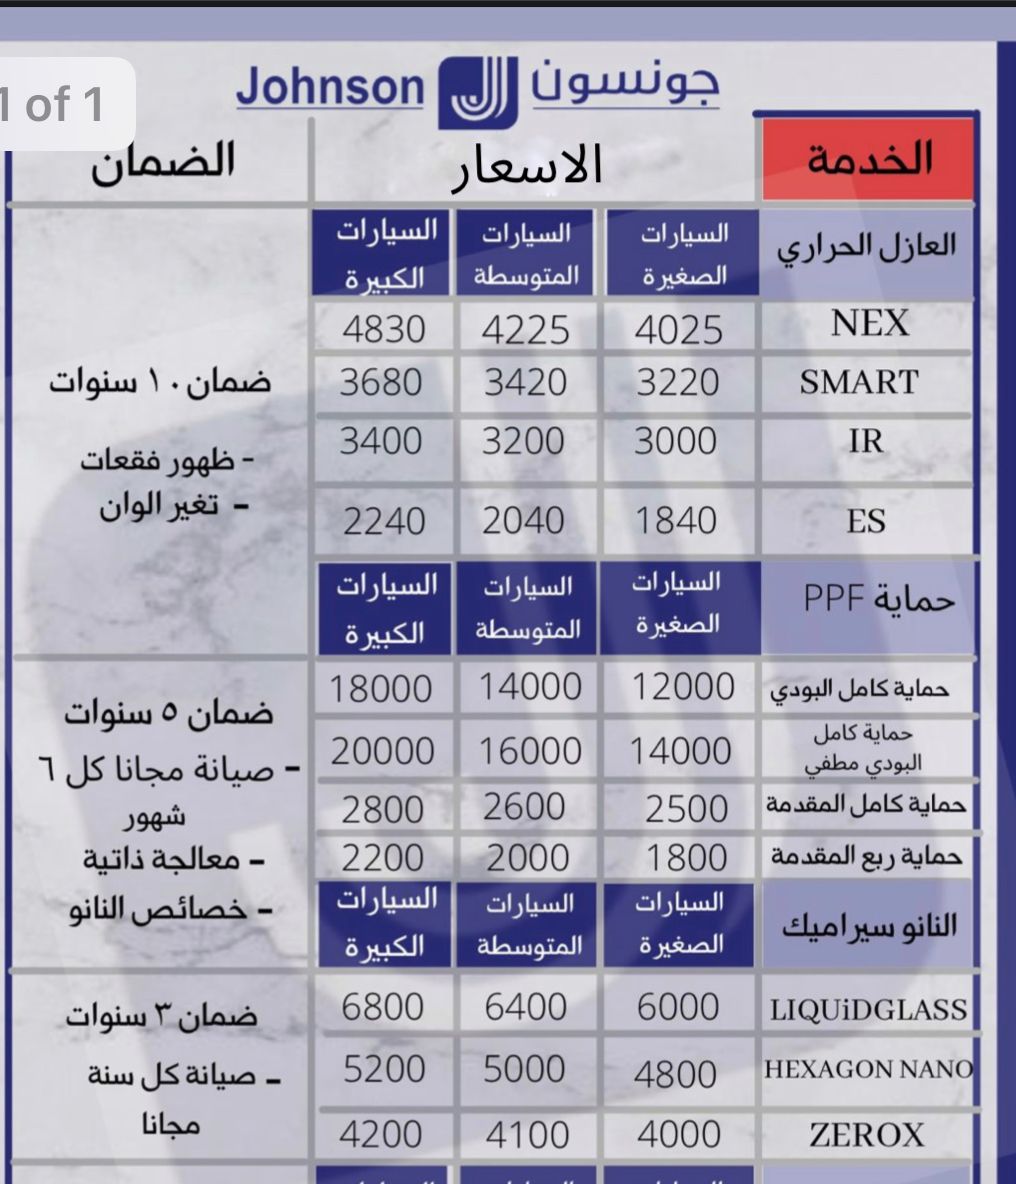 1 of 1
Johnson جونسون
الخدمة الاسعار الضمان
العازل الحراري السيارات الصغيرة السيارات المتوسطة السيارات الكبيرة
NEX 4025 4225 4830
SMART 3220 3420 3680
IR 3000 3200 3400
ES 1840 2040 2240
ضمان ١٠ سنوات
- ظهور فقعات
- تغير الوان
حماية PPF السيارات الصغيرة السيارات المتوسطة السيارات الكبيرة
حماية كامل البودي 12000 14000 18000
حماية كامل
البودي مطفي 14000 16000 20000
حماية كامل المقدمة 2500 2600 2800
حماية ربع المقدمة 1800 2000 2200
ضمان ٥ سنوات
- صيانة مجانا كل ٦
شهور
- معالجة ذاتية
- خصائص النانو
النانو سيراميك السيارات الصغيرة السيارات المتوسطة السيارات الكبيرة
LIQUiDGLASS 6000 6400 6800
HEXAGON NANO 4800 5000 5200
ZEROX 4000 4100 4200
ضمان ٣ سنوات
- صيانة كل سنة
مجانا